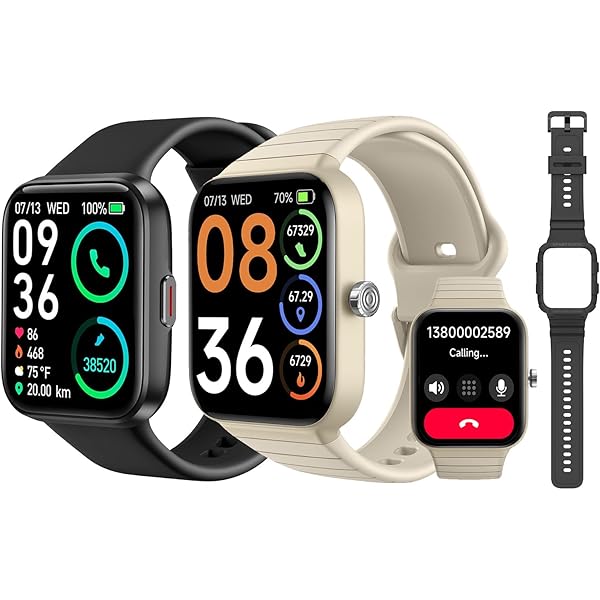 07/13 WED 100%
09
36
86
468
75 °F
20.00 km
38520
07/13 WED 70%
08
36
67329
67.29
6729
13800002589
Calling...